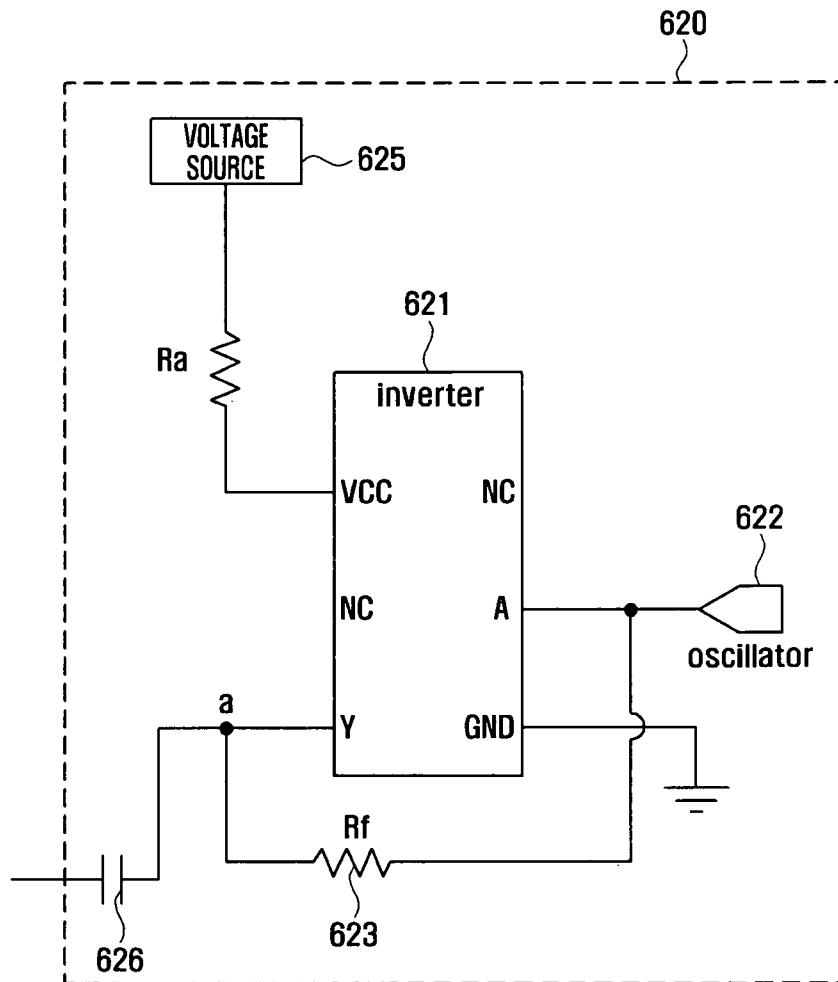 620
VOLTAGE
SOURCE
625
621
Ra
inverter
VCC
NC
622
NC
A
oscillator
a
Y
GND
Rf
623
626